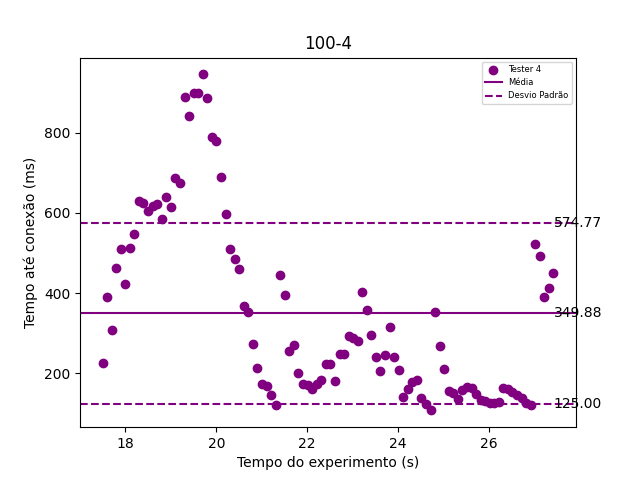 100-4
Tester 4
Média
Desvio Padrão
Tempo até conexão (ms)
800
600
400
200
574.77
349.88
125.00
18 20 22 24 26
Tempo do experimento (s)